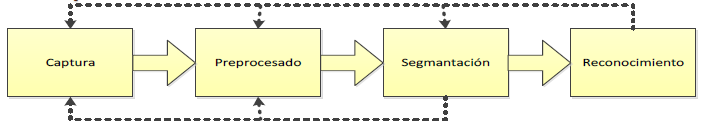 Captura
Preprocesado
Segmantación
Reconocimiento